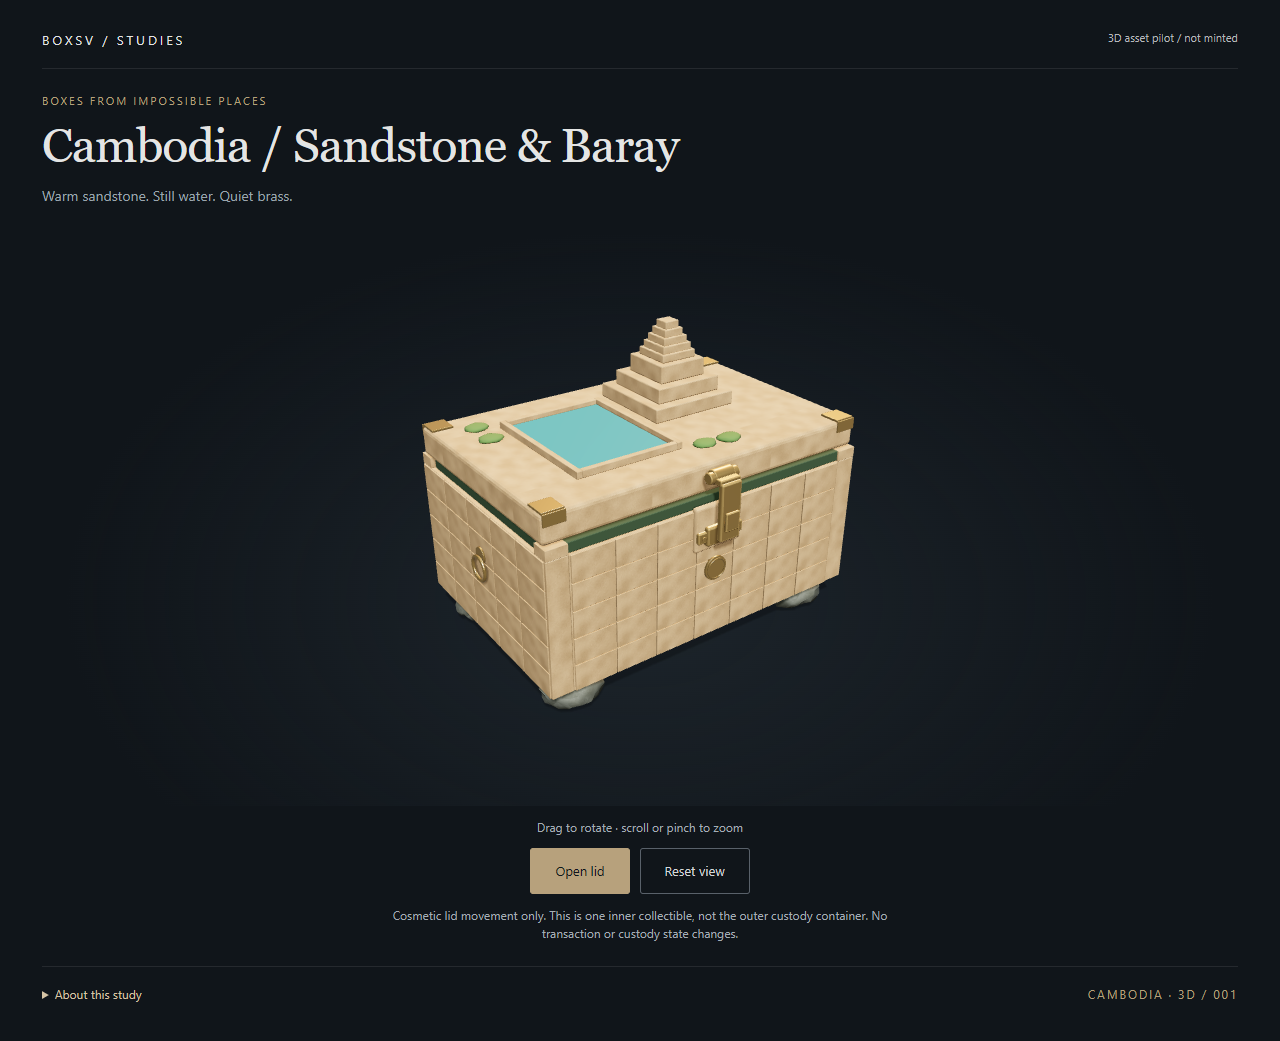 BOXSV / STUDIES
3D asset pilot / not minted
BOXES FROM IMPOSSIBLE PLACES
Cambodia / Sandstone & Baray
Warm sandstone. Still water. Quiet brass.
Drag to rotate · scroll or pinch to zoom
Open lid
Reset view
Cosmetic lid movement only. This is one inner collectible, not the outer custody container. No
transaction or custody state changes.
About this study
CAMBODIA · 3D / 001